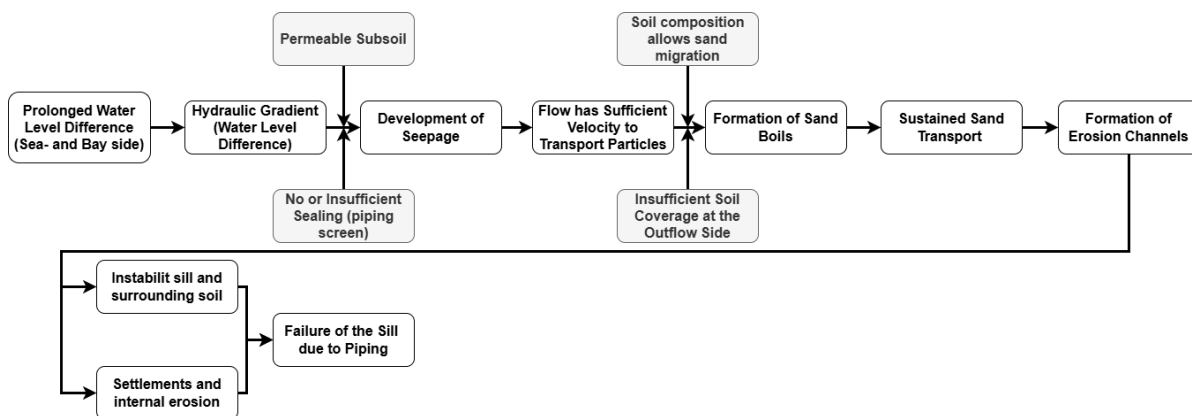 Permeable Subsoil
Soil composition
allows sand
migration
Prolonged Water
Level Difference
(Sea- and Bay side)
Hydraulic Gradient
(Water Level
Difference)
Development of
Seepage
Flow has Sufficient
Velocity to
Transport Particles
Formation of Sand
Boils
Sustained Sand
Transport
Formation of
Erosion Channels
No or Insufficient
Sealing (piping
screen)
Insufficient Soil
Coverage at the
Outflow Side
Instabilit sill and
surrounding soil
Failure of the Sill
due to Piping
Settlements and
internal erosion